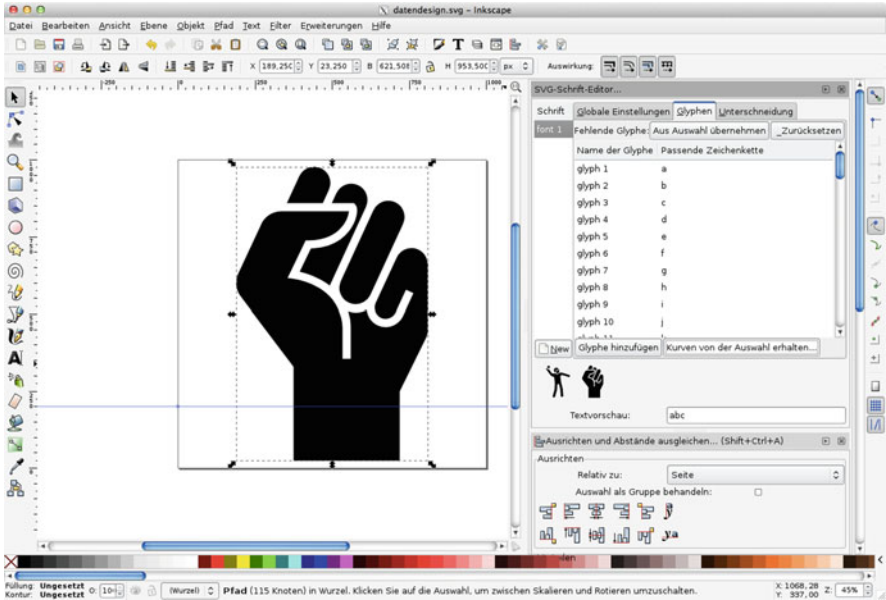 datendesign.svg – Inkscape
Datei Bearbeiten Ansicht Ebene Objekt Pfad Text Filter Erweiterungen Hilfe
X 189,250 Y 23,250 B 621,508 H 953,500 px Auswirkung:
SVG-Schrift-Editor...
Schrift Globale Einstellungen Glyphen Unterschneidung
font 1 Fehlende Glyphe: Aus Auswahl übernehmen _Zurücksetzen
Name der Glyphe Passende Zeichenkette
glyph 1 a
glyph 2 b
glyph 3 c
glyph 4 d
glyph 5 e
glyph 6 f
glyph 7 g
glyph 8 h
glyph 9 i
glyph 10 j
New Glyphe hinzufügen Kurven von der Auswahl erhalten...
Textvorschau: abc
Ausrichten und Abstände ausgleichen... (Shift+Ctrl+A)
Ausrichten
Relativ zu: Seite
Auswahl als Gruppe behandeln:
Füllung: Ungesetzt
Kontur: Ungesetzt
O: (Wurzel) Pfad (115 Knoten) in Wurzel. Klicken Sie auf die Auswahl, um zwischen Skalieren und Rotieren umzuschalten.
X: 1068,28
Y: 337,00
Z: 45%